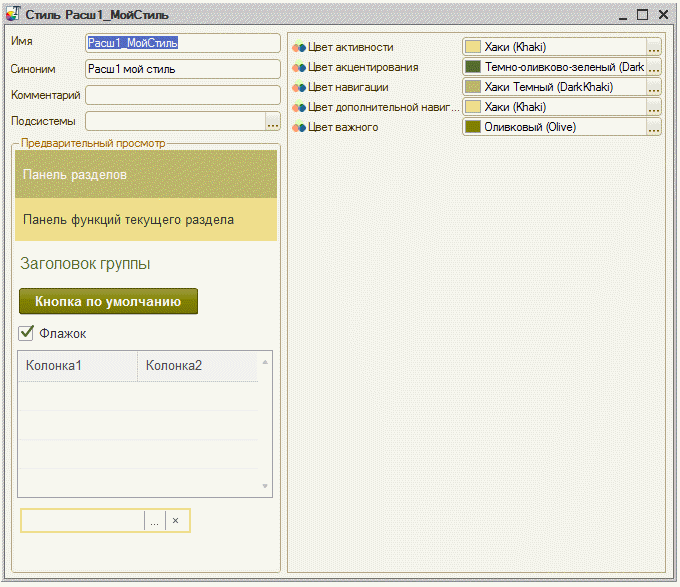 Стиль Расш1_МойСтиль
Имя
Расш1_МойСтиль
Синоним
Расш1 мой стиль
Комментарий
Подсистемы
...
Предварительный просмотр
Панель разделов
Панель функций текущего раздела
Заголовок группы
Кнопка по умолчанию
Флажок
Колонка1 Колонка2
... ×
Цвет активности Хаки (Khaki) ...
Цвет акцентирования Темно-оливково-зеленый (Dark ...
Цвет навигации Хаки Темный (DarkKhaki) ...
Цвет дополнительной навиг... Хаки (Khaki) ...
Цвет важного Оливковый (Olive) ...